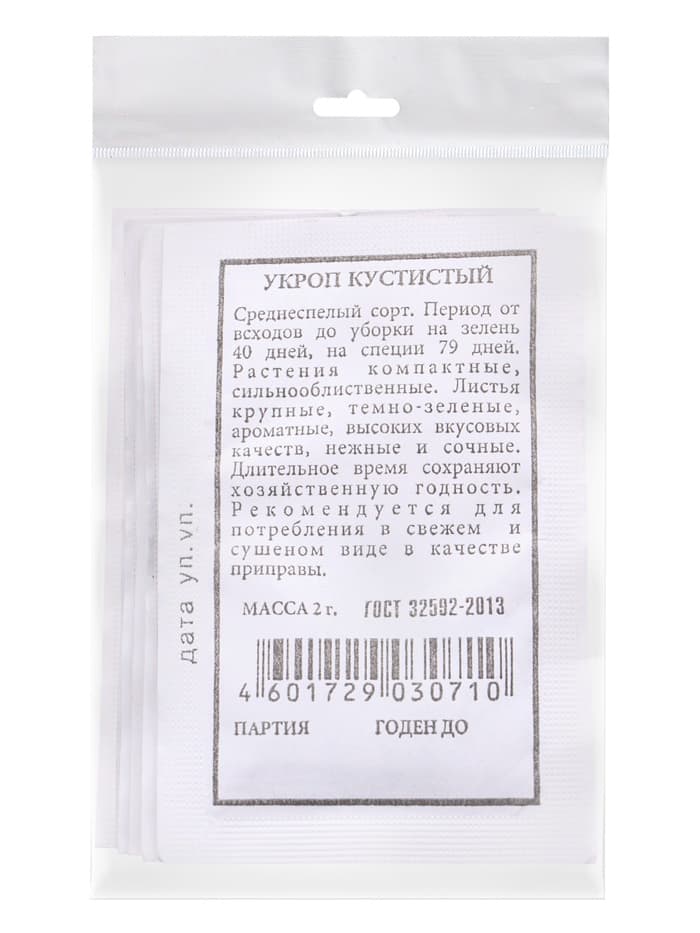 УКРОП КУСТИСТЫЙ
Среднеспелый сорт. Период от
всходов до уборки на зелень
40 дней, на специи 79 дней.
Растения компактные,
сильнооблиственные. Листья
крупные, темно-зеленые,
ароматные, высоких вкусовых
качеств, нежные и сочные.
Длительное время сохраняют
хозяйственную годность.
Рекомендуется для
потребления в свежем и
сушеном виде в качестве
приправы.
МАССА 2 г. ГОСТ 32592-2013
4 601729 030710
ПАРТИЯ ГОДЕН ДО
дата уп.vп.